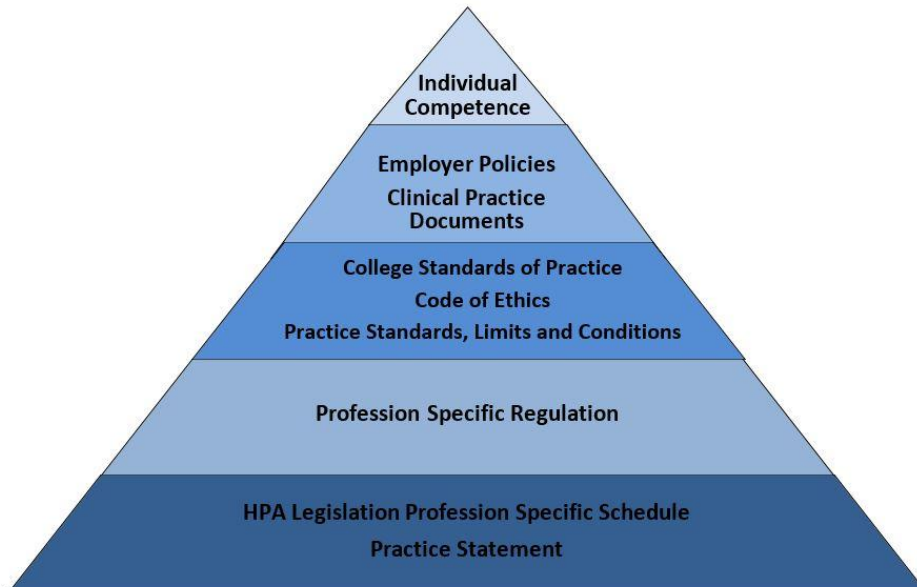 Individual
Competence
Employer Policies
Clinical Practice
Documents
College Standards of Practice
Code of Ethics
Practice Standards, Limits and Conditions
Profession Specific Regulation
HPA Legislation Profession Specific Schedule
Practice Statement